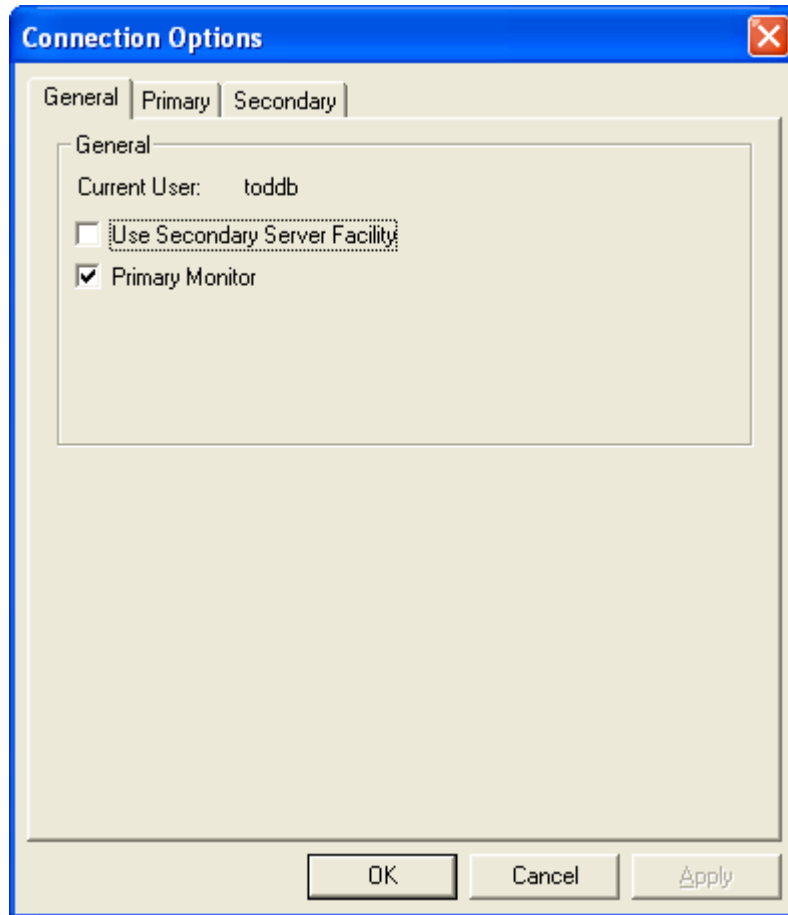 Connection Options
General Primary Secondary
General
Current User: toddb
Use Secondary Server Facility
Primary Monitor
OK Cancel Apply